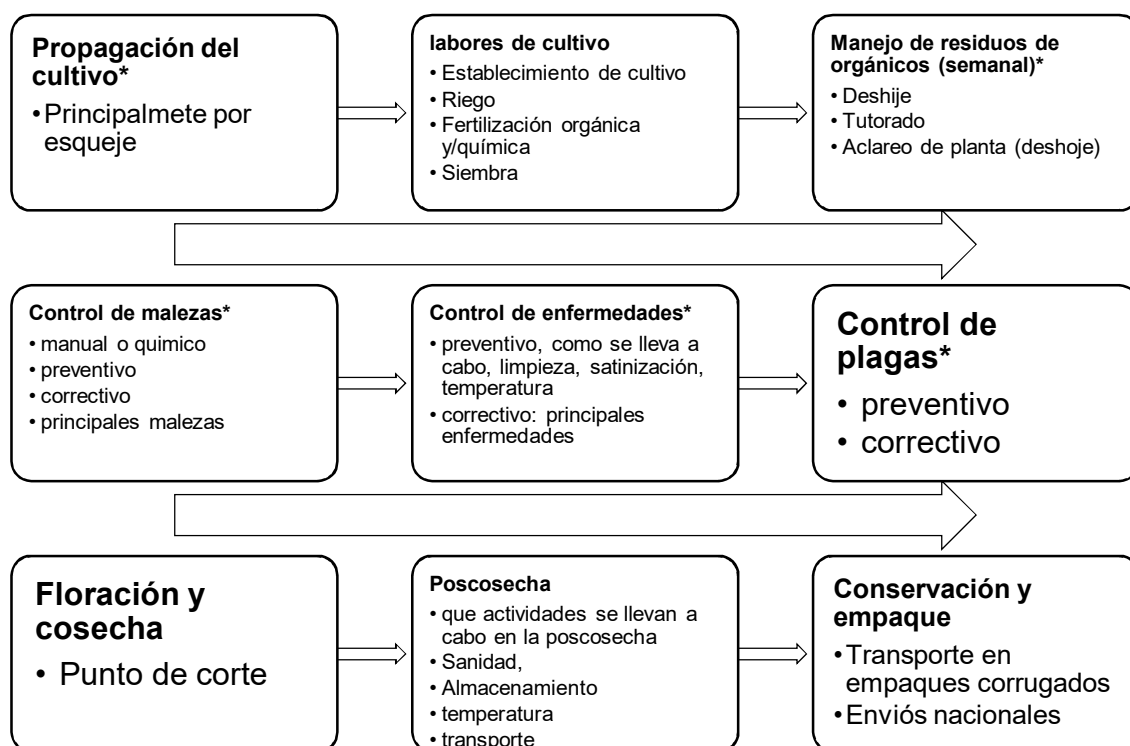 Propagación del
cultivo*
•Principalmete por
esqueje
labores de cultivo
• Establecimiento de cultivo
• Riego
• Fertilización orgánica
y/química
• Siembra
Manejo de residuos de
orgánicos (semanal)*
• Deshije
• Tutorado
• Aclareo de planta (deshoje)
Control de malezas*
• manual o quimico
• preventivo
• correctivo
• principales malezas
Control de enfermedades*
• preventivo, como se lleva a
cabo, limpieza, satinización,
temperatura
• correctivo: principales
enfermedades
Control de
plagas*
• preventivo
• correctivo
Floración y
cosecha
• Punto de corte
Poscosecha
• que actividades se llevan a
cabo en la poscosecha
• Sanidad,
• Almacenamiento
• temperatura
• transporte
Conservación y
empaque
•Transporte en
empaques corrugados
•Enviós nacionales